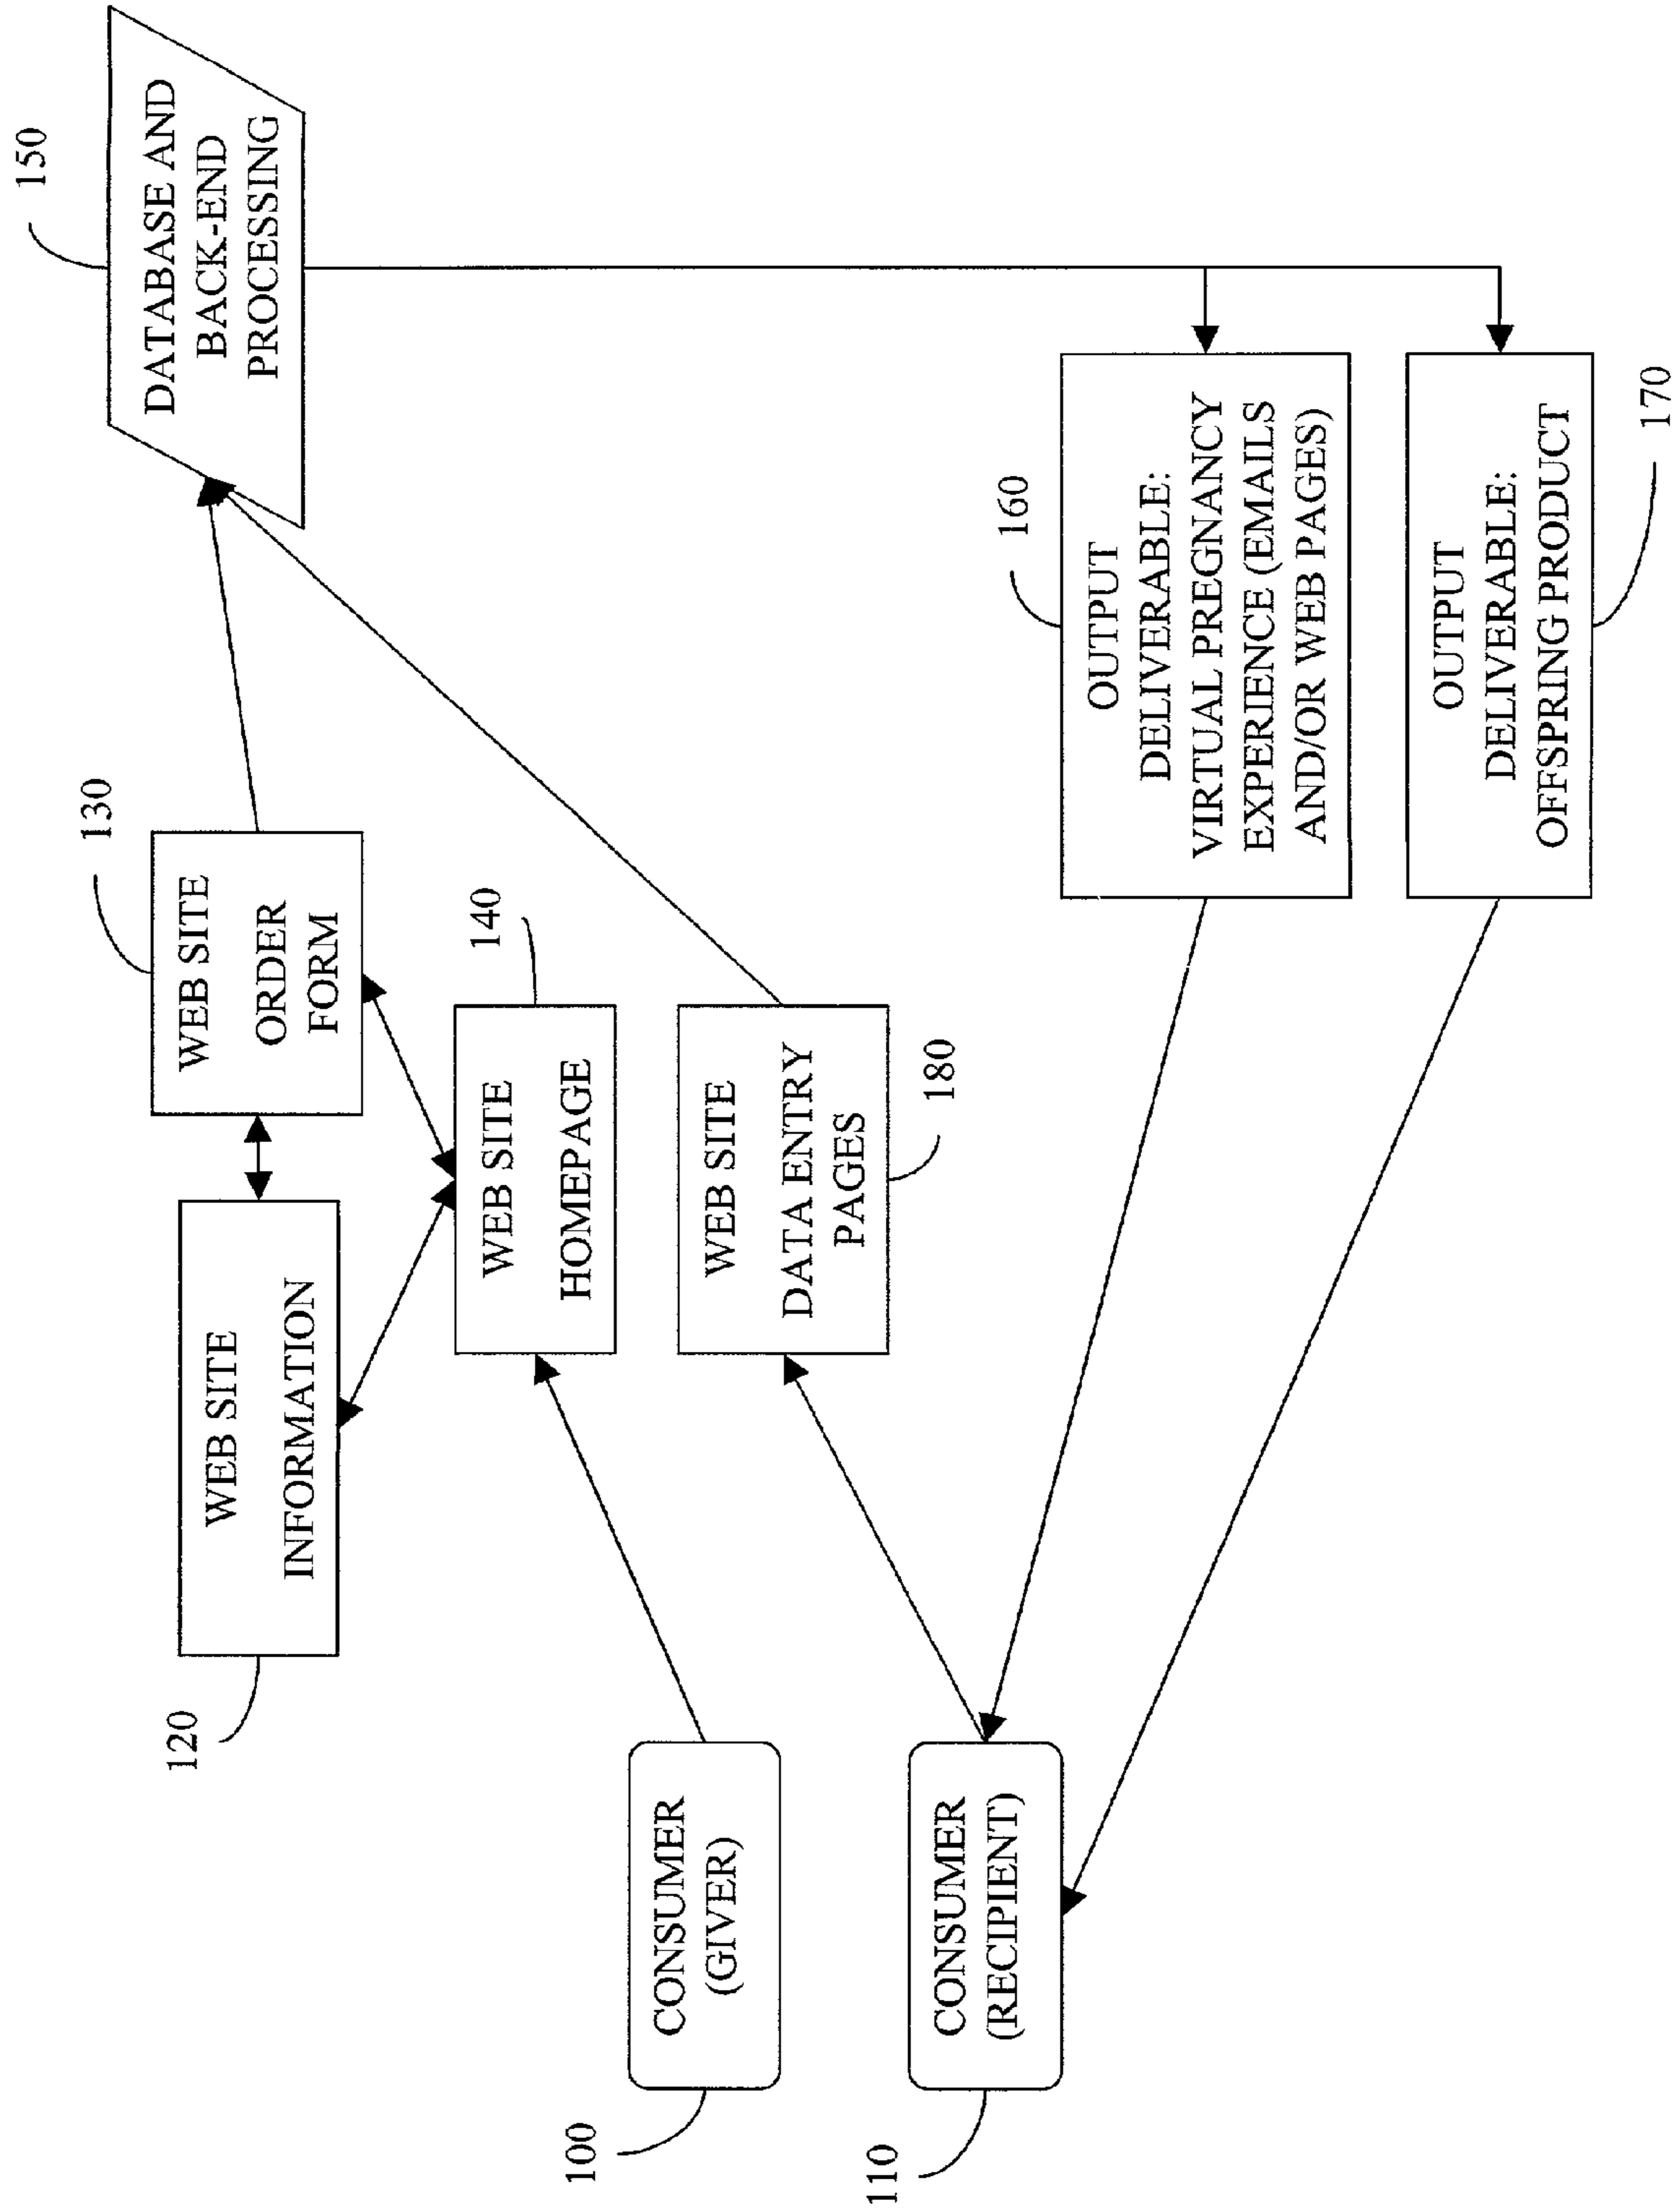 150
DATABASE AND
BACK-END
PROCESSING
130
WEB SITE
ORDER
FORM
120
WEB SITE
INFORMATION
140
WEB SITE
HOMEPAGE
WEB SITE
DATA ENTRY
PAGES
180
100
CONSUMER
(GIVER)
110
CONSUMER
(RECIPIENT)
160
OUTPUT
DELIVERABLE:
VIRTUAL PREGNANCY
EXPERIENCE (EMAILS
AND/OR WEB PAGES)
OUTPUT
DELIVERABLE:
OFFSPRING PRODUCT
170